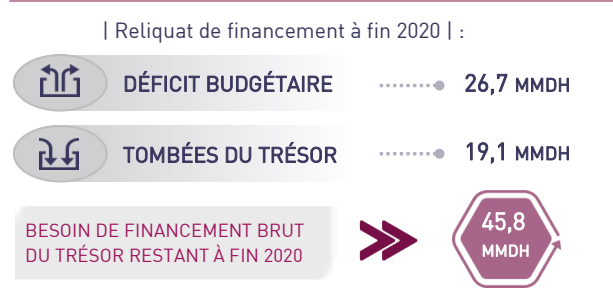 | Reliquat de financement à fin 2020 | :
DÉFICIT BUDGÉTAIRE 26,7 MMDH
TOMBÉES DU TRÉSOR 19,1 MMDH
BESOIN DE FINANCEMENT BRUT
DU TRÉSOR RESTANT À FIN 2020
45,8
MMDH